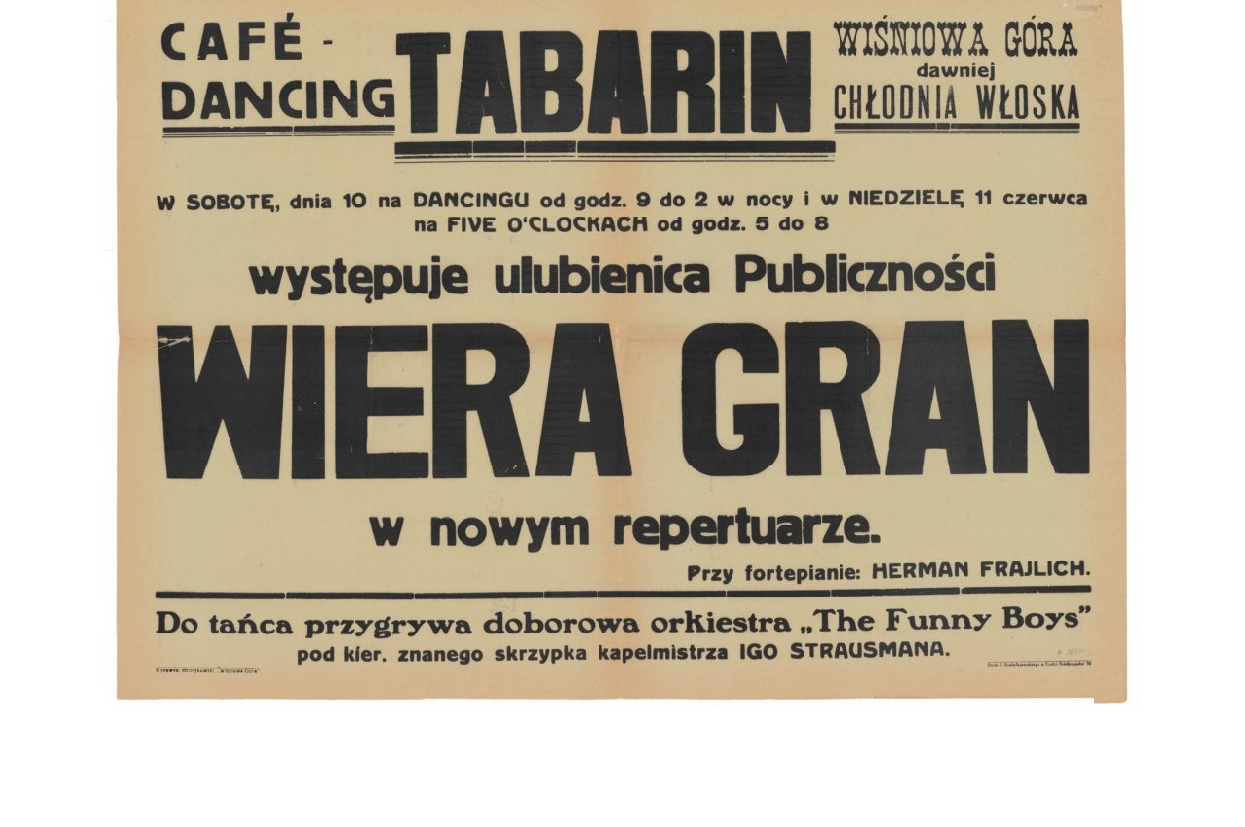 CAFÉ -
DANCING
TABARIN
WIŚNIOWA GÓRA
dawniej
CHŁODNIA WŁOSKA
W SOBOTĘ, dnia 10 na DANCINGU od godz. 9 do 2 w nocy i w NIEDZIELĘ 11 czerwca
na FIVE O'CLOCKACH od godz. 5 do 8
występuje ulubienica Publiczności
WIERA GRAN
w nowym repertuarze.
Przy fortepianie: HERMAN FRAJLICH.
Do tańca przygrywa doborowa orkiestra „The Funny Boys”
pod kier. znanego skrzypka kapelmistrza IGO STRAUSMANA.